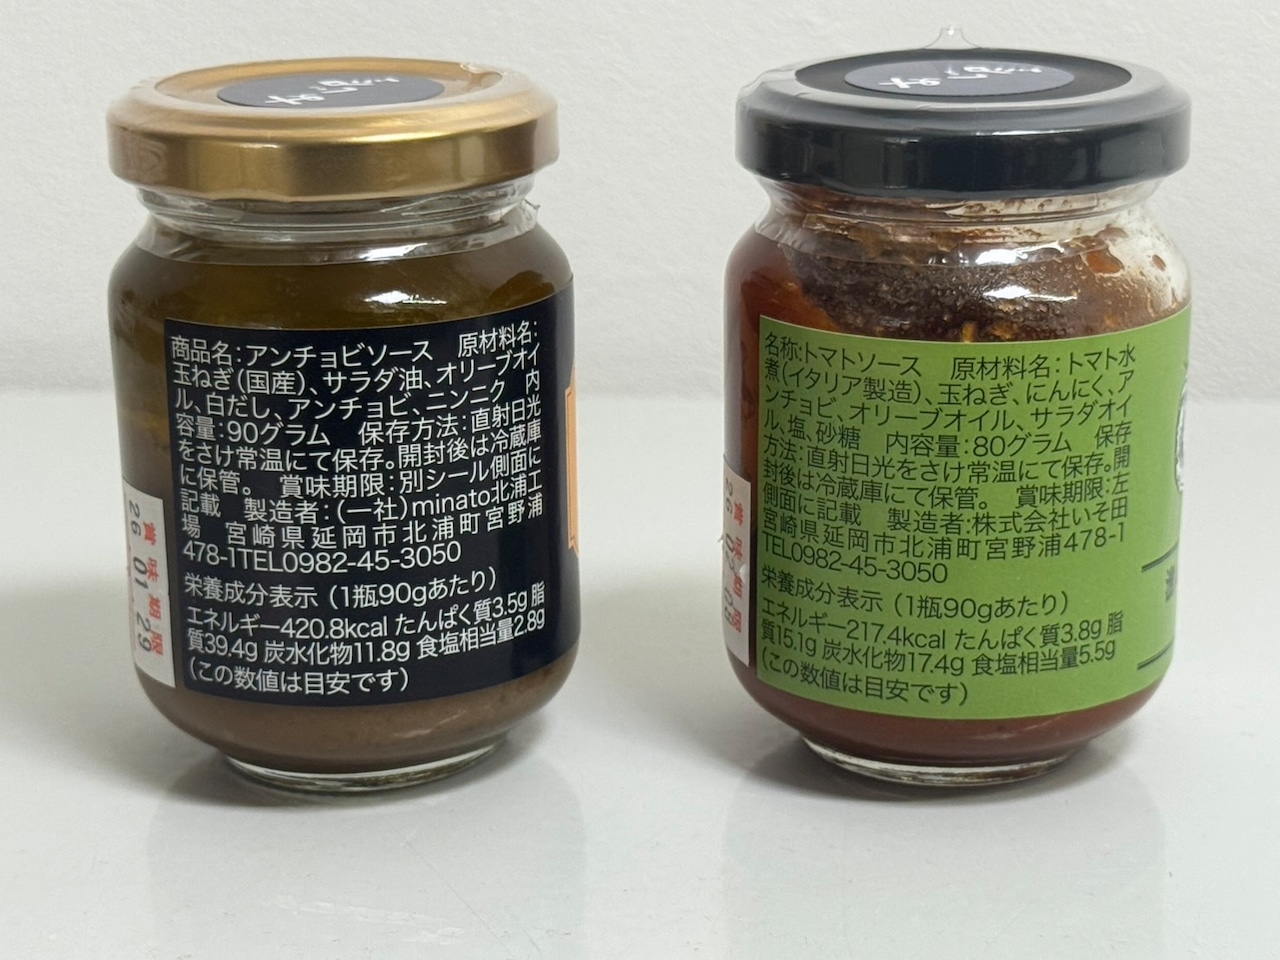 商品名:アンチョビソース　原材料名:
玉ねぎ(国産)、サラダ油、オリーブオイ
ル、白だし、アンチョビ、ニンニク　内
容量:90グラム　保存方法:直射日光
をさけ常温にて保存。開封後は冷蔵庫
に保管。　賞味期限:別シール側面に
記載　製造者:(一社)minato北浦工
場　宮崎県延岡市北浦町宮野浦
478-1TEL0982-45-3050
栄養成分表示(1瓶90gあたり)
エネルギー420.8kcal たんぱく質3.5g 脂
質39.4g 炭水化物11.8g 食塩相当量2.8g
(この数値は目安です)
賞味期限
26 01 29
名称:トマトソース　原材料名:トマト水
煮(イタリア製造)、玉ねぎ、にんにく、ア
ンチョビ、オリーブオイル、サラダオイ
ル、塩、砂糖　内容量:80グラム　保存
方法:直射日光をさけ常温にて保存。開
封後は冷蔵庫にて保管。　賞味期限:左
側面に記載　製造者:株式会社いそ田
宮崎県延岡市北浦町宮野浦478-1
TEL0982-45-3050
栄養成分表示(1瓶90gあたり)
エネルギー217.4kcal たんぱく質3.8g 脂
質15.1g 炭水化物17.4g 食塩相当量5.5g
(この数値は目安です)
賞味期限